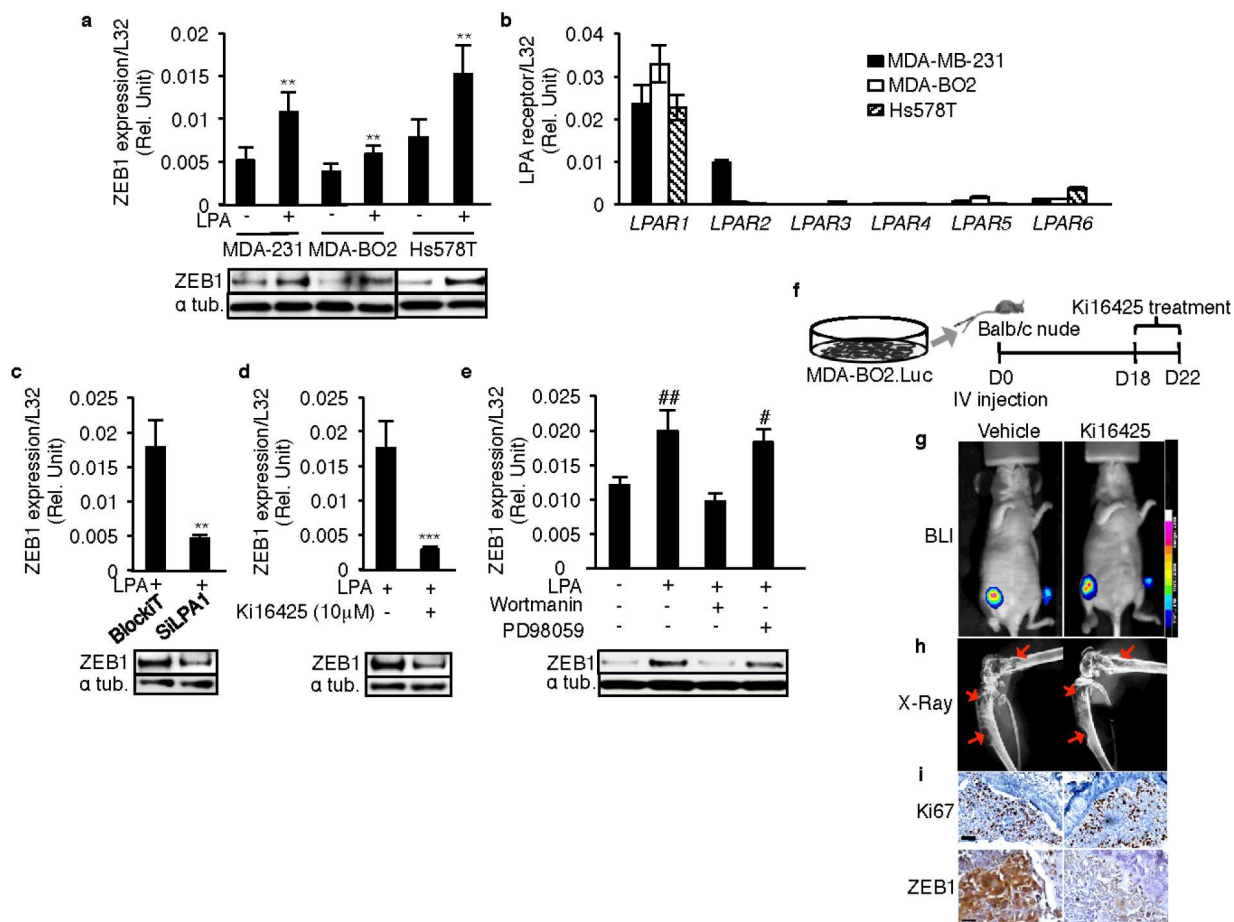 a
ZEB1 expression/L32
(Rel. Unit)
0.02
0.015
0.01
0.005
0
** ** **
LPA - + - + - +
MDA-231 MDA-BO2 Hs578T
ZEB1
α tub.
b
LPA receptor/L32
(Rel. Unit)
0.04
0.03
0.02
0.01
0
MDA-MB-231
MDA-BO2
Hs578T
LPAR1 LPAR2 LPAR3 LPAR4 LPAR5 LPAR6
c
ZEB1 expression/L32
(Rel. Unit)
0.025
0.02
0.015
0.01
0.005
0
**
LPA + +
BlockiT SiLPA1
ZEB1
α tub.
d
ZEB1 expression/L32
(Rel. Unit)
0.025
0.02
0.015
0.01
0.005
0
***
LPA + +
Ki16425 (10μM) - +
ZEB1
α tub.
e
ZEB1 expression/L32
(Rel. Unit)
0.025
0.020
0.015
0.010
0.005
0
## #
LPA - + + +
Wortmanin - - + -
PD98059 - - - +
ZEB1
α tub.
f
MDA-BO2.Luc
Balb/c nude
Ki16425 treatment
D0 D18 D22
IV injection
Vehicle Ki16425
g
BLI
h
X-Ray
i
Ki67
ZEB1